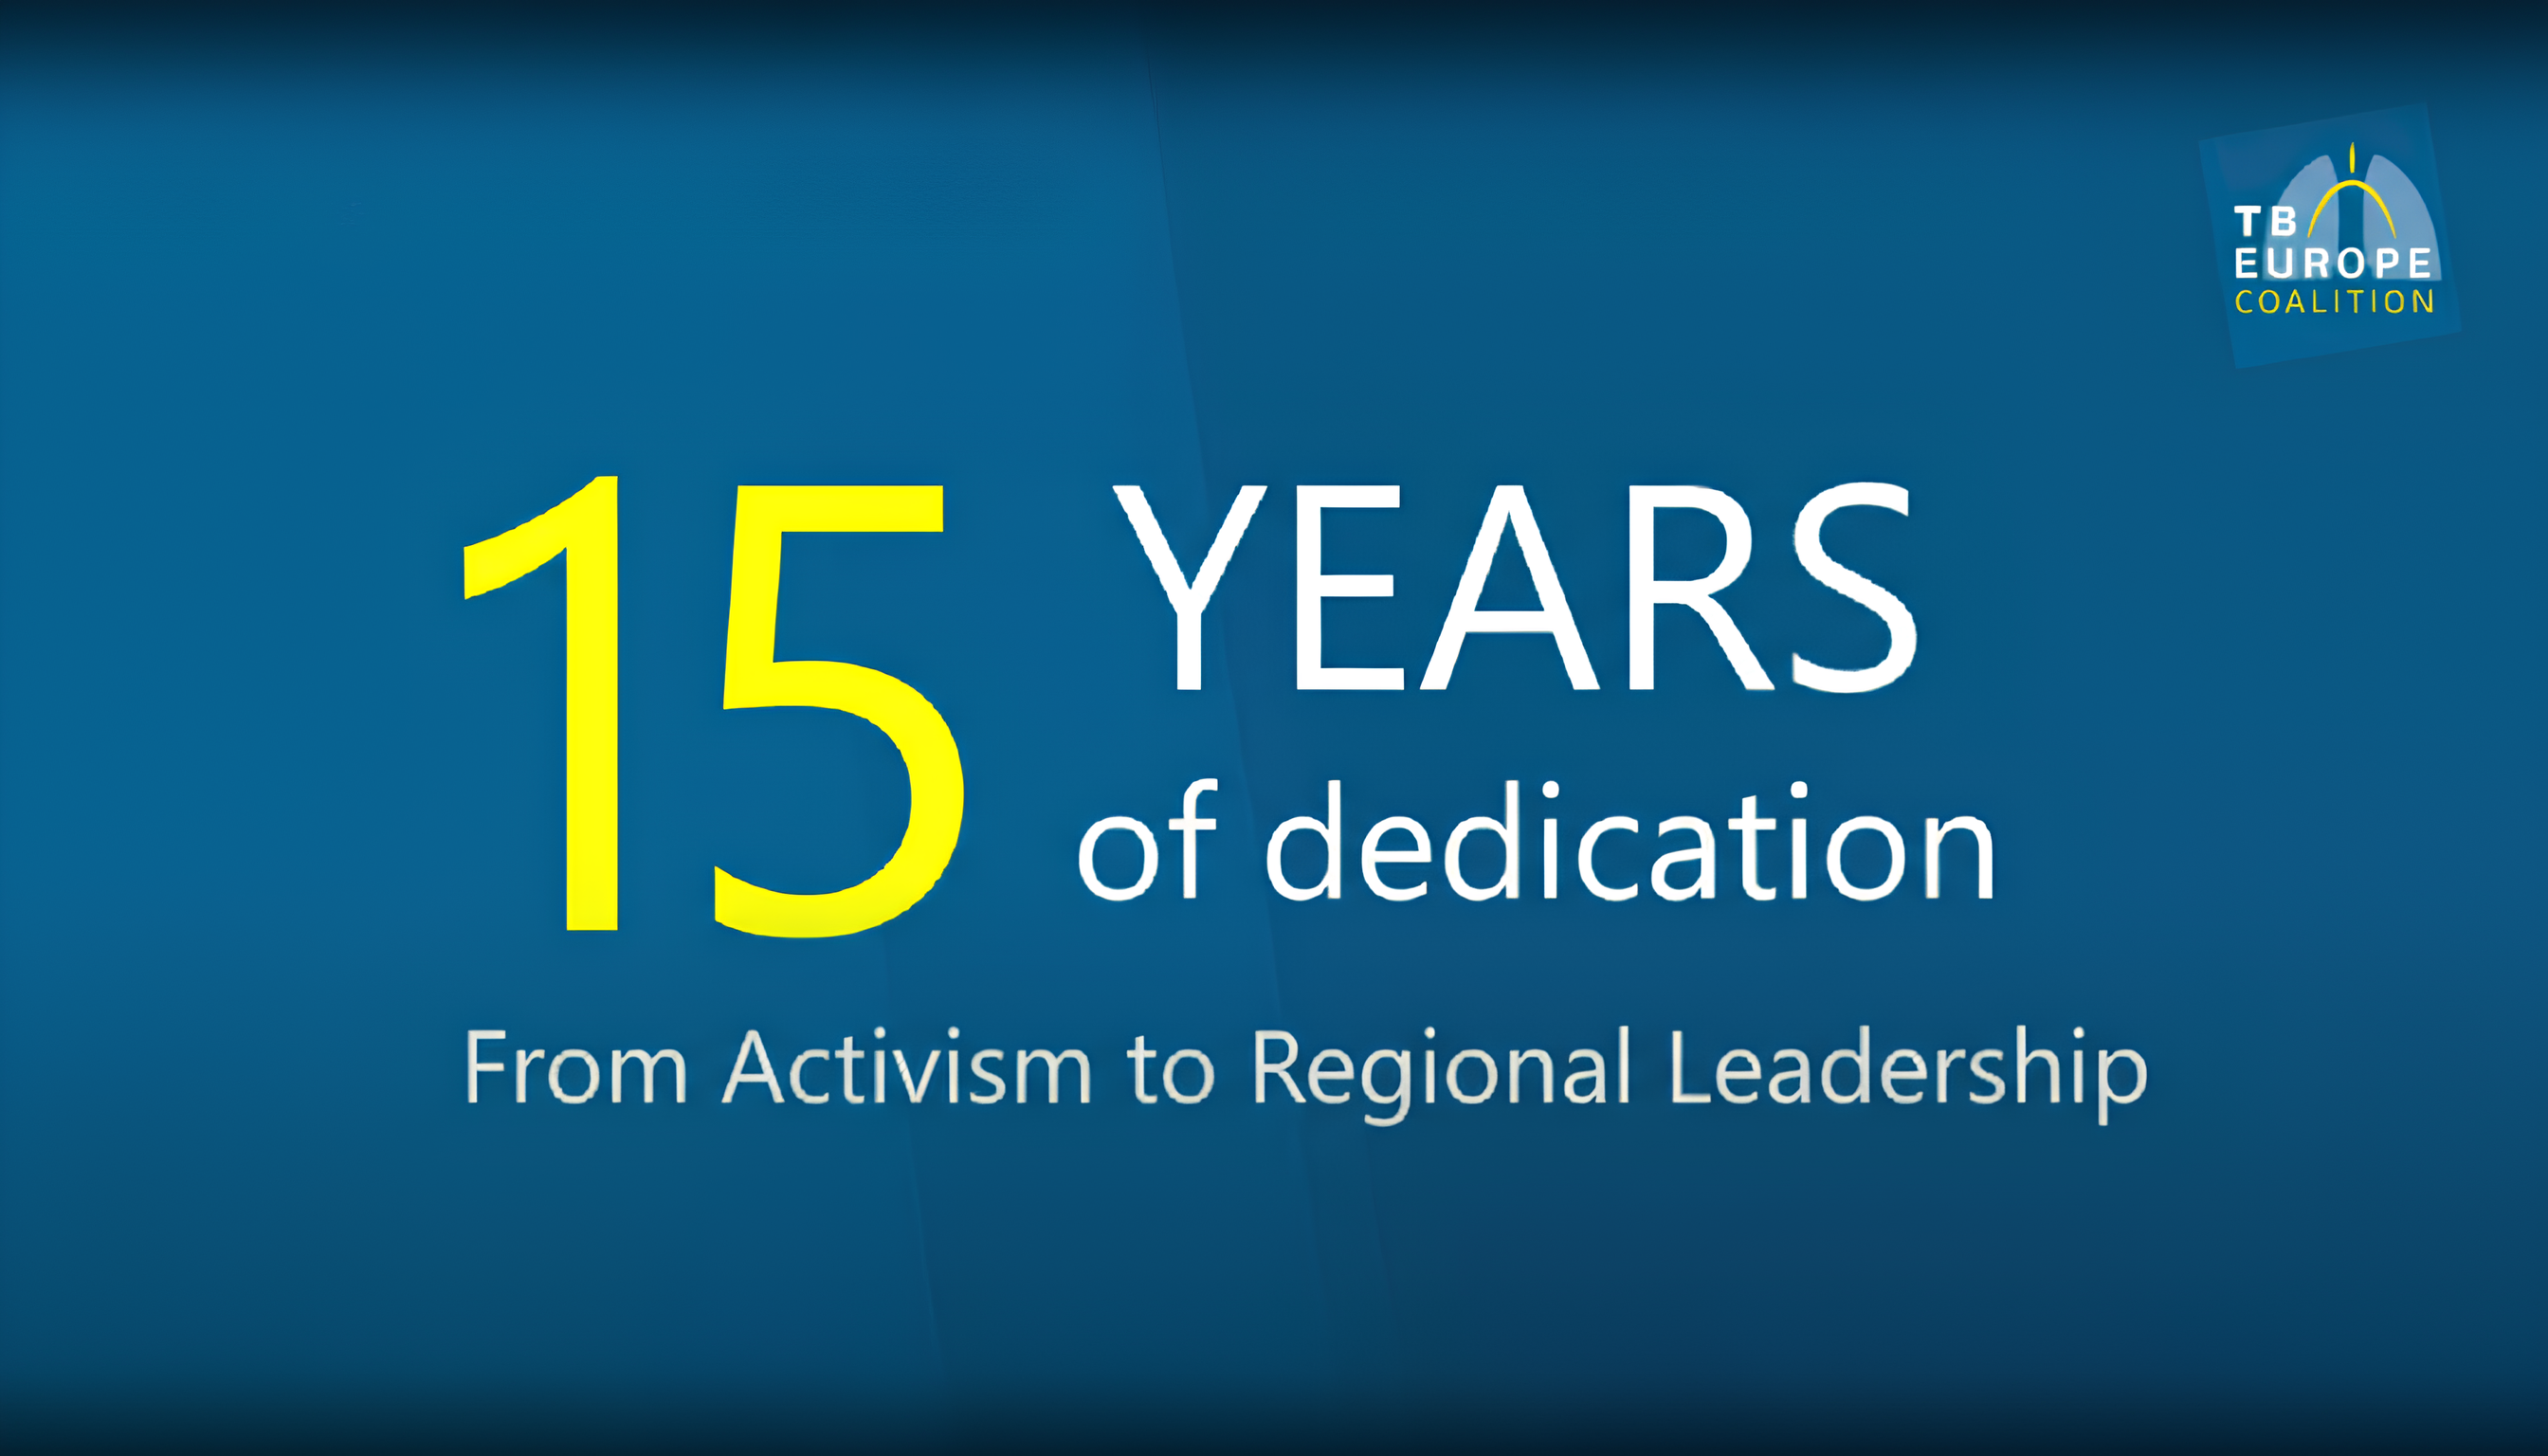 TB
EUROPE
COALITION
15 YEARS
of dedication
From Activism to Regional Leadership